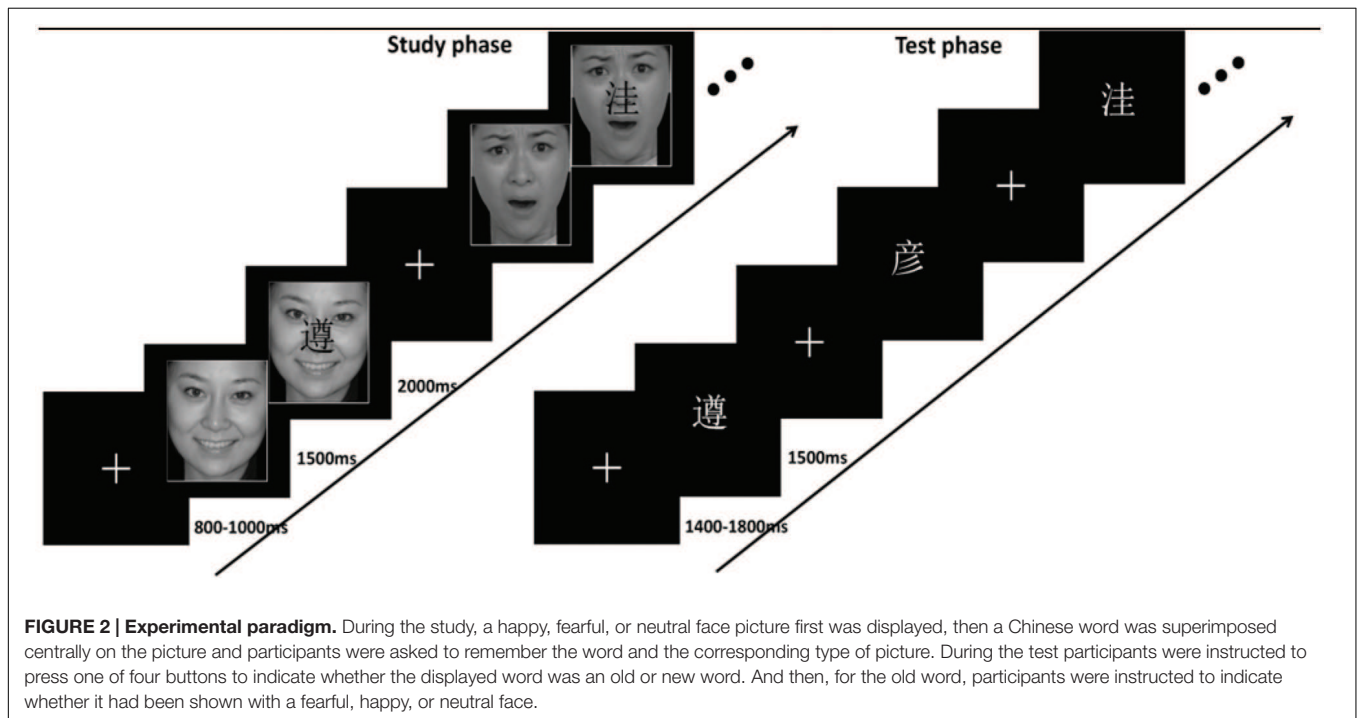 Study phase
Test phase
洼
洼
彦
遵
遵
2000ms
1500ms
1500ms
800-1000ms
1400-1800ms
FIGURE 2 | Experimental paradigm. During the study, a happy, fearful, or neutral face picture first was displayed, then a Chinese word was superimposed
centrally on the picture and participants were asked to remember the word and the corresponding type of picture. During the test participants were instructed to
press one of four buttons to indicate whether the displayed word was an old or new word. And then, for the old word, participants were instructed to indicate
whether it had been shown with a fearful, happy, or neutral face.